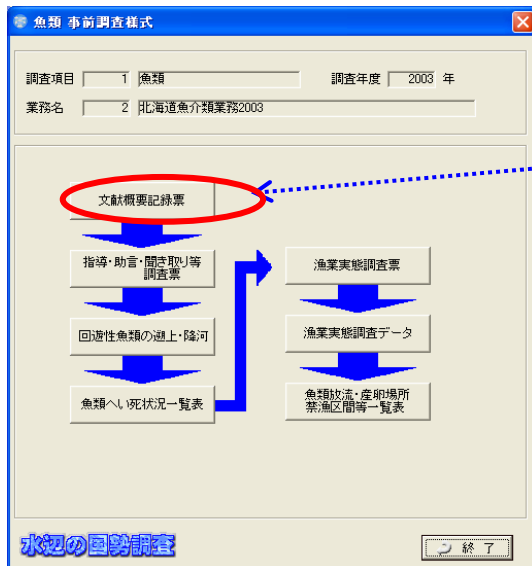 魚類 事前調査様式
調査項目 1 魚類 調査年度 2003 年
業務名 2 北海道魚介類業務2003
文献概要記録票
指導・助言・聞き取り等
調査票
回遊性魚類の遡上・降河
魚類へい死状況一覧表
漁業実態調査票
漁業実態調査データ
魚類放流・産卵場所
禁漁区間等一覧表
水辺の国勢調査
終 了